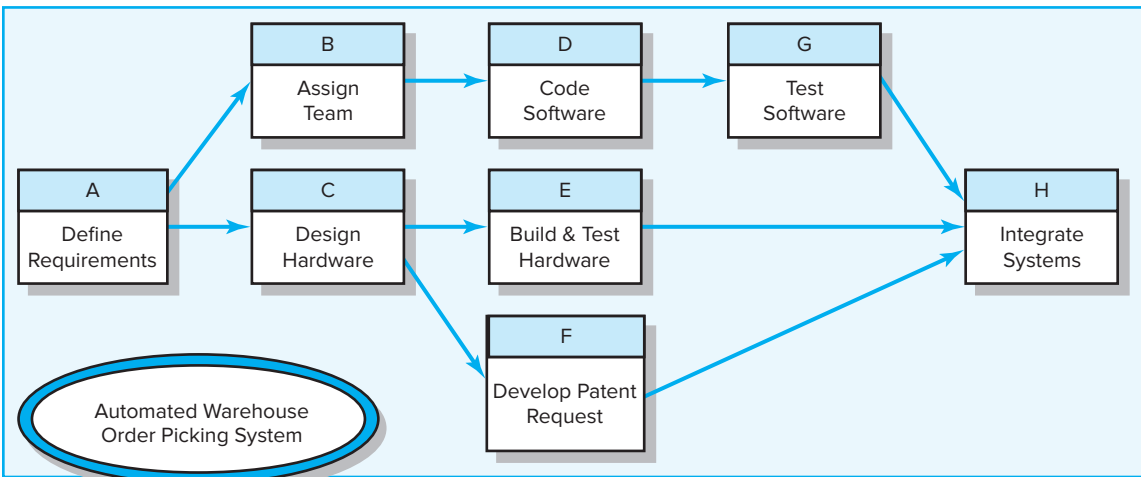 B
Assign
Team
D
Code
Software
G
Test
Software
A
Define
Requirements
C
Design
Hardware
E
Build & Test
Hardware
H
Integrate
Systems
F
Develop Patent
Request
Automated Warehouse
Order Picking System